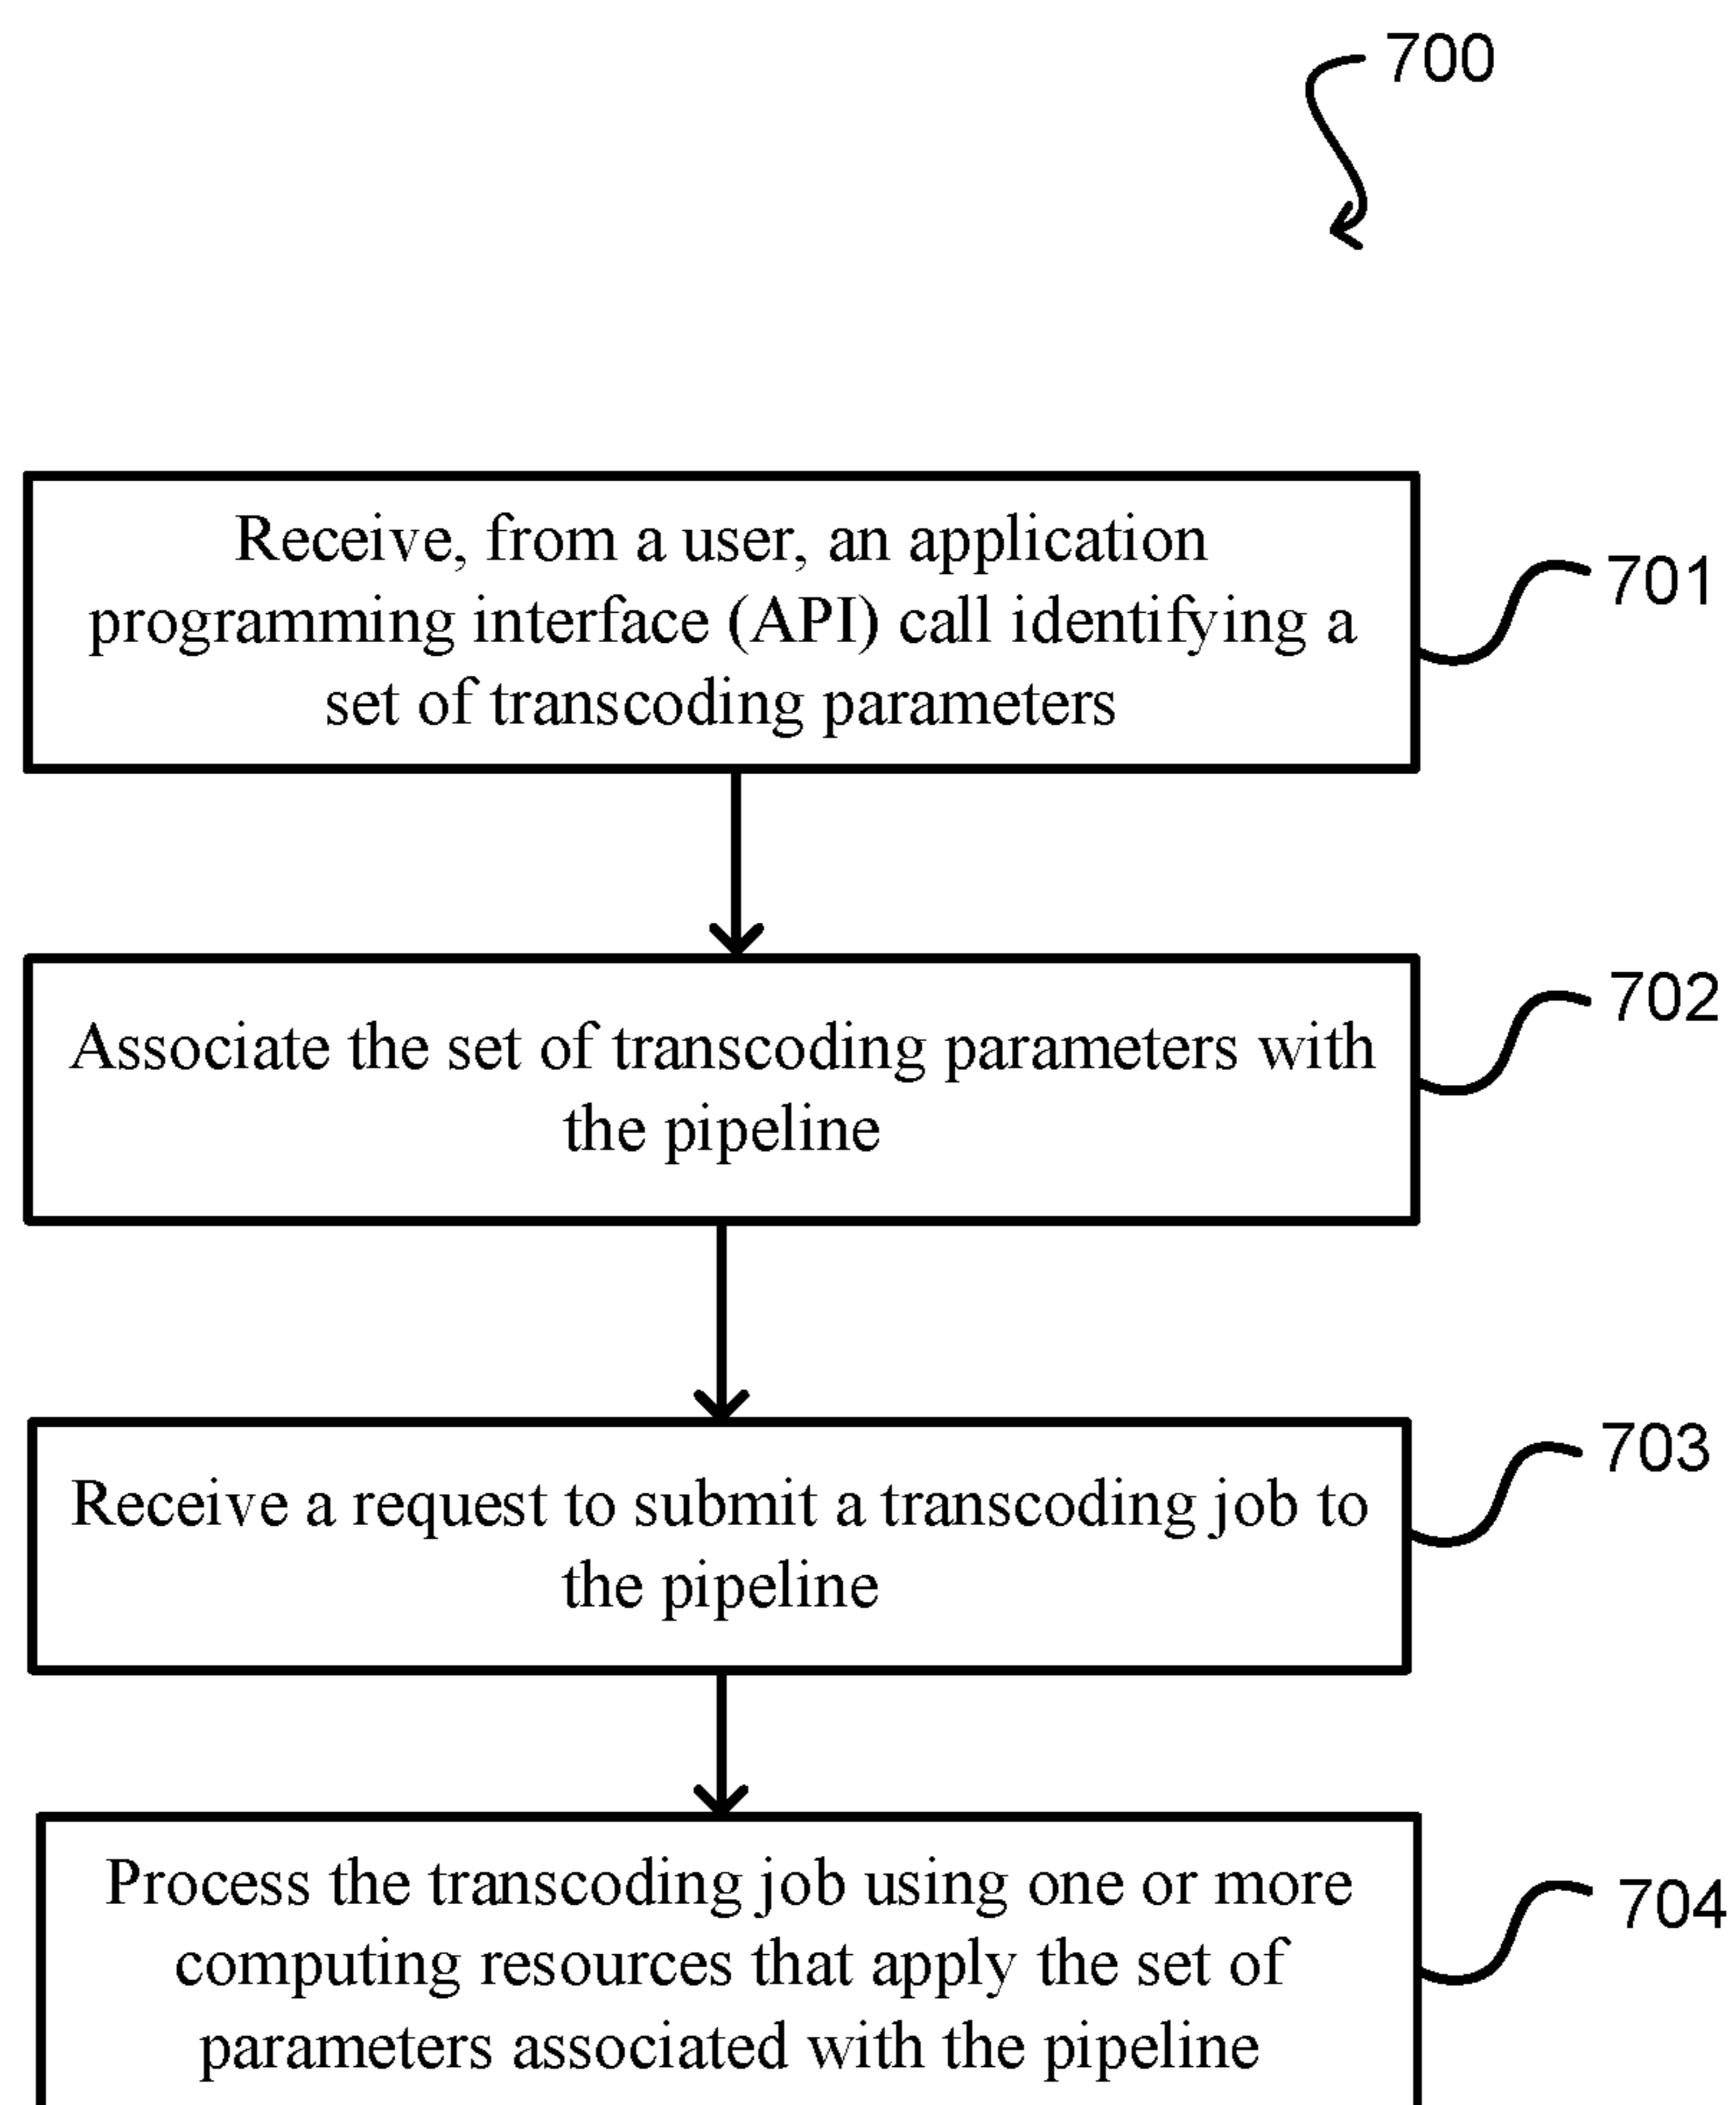 700
Receive, from a user, an application
programming interface (API) call identifying a
set of transcoding parameters
701
Associate the set of transcoding parameters with
the pipeline
702
Receive a request to submit a transcoding job to
the pipeline
703
Process the transcoding job using one or more
computing resources that apply the set of
parameters associated with the pipeline
704